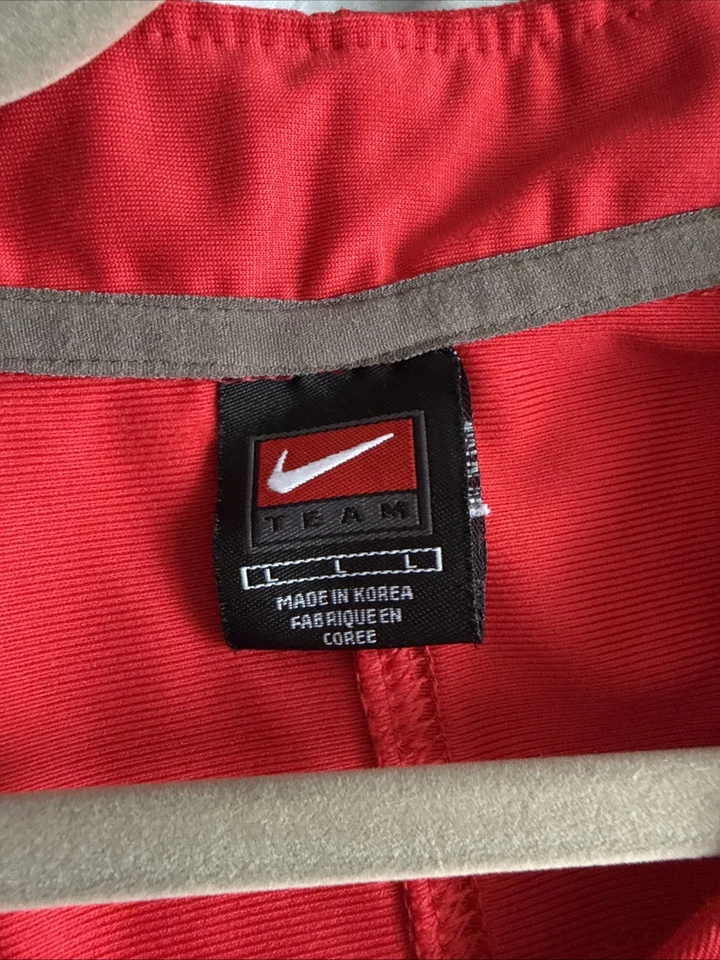 TEAM
L L L
MADE IN KOREA
FABRIQUE EN
COREE